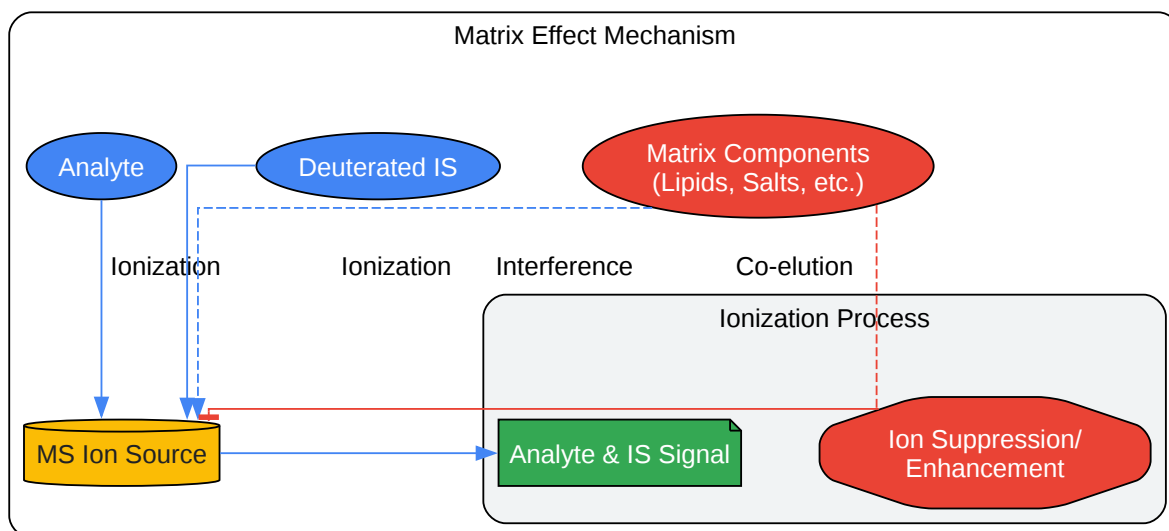 Matrix Effect Mechanism
Analyte
Deuterated IS
Matrix Components
(Lipids, Salts, etc.)
Ionization
Ionization
Interference
Co-elution
Ionization Process
MS Ion Source
Analyte & IS Signal
Ion Suppression/
Enhancement